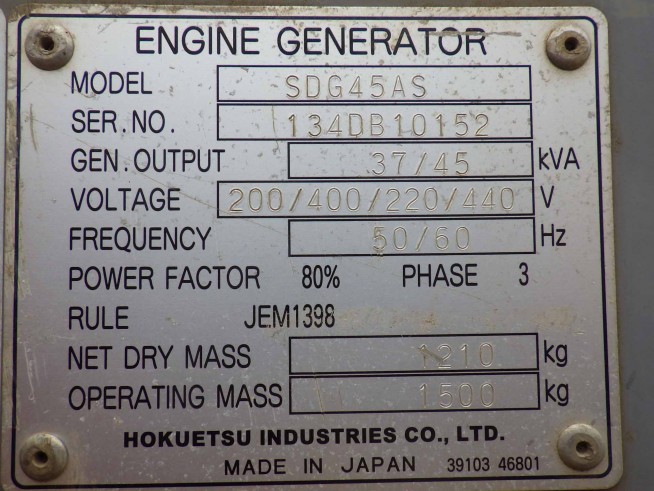 ENGINE GENERATOR
MODEL SDG45AS
SER.NO. 134DB10152
GEN.OUTPUT 37/45 kVA
VOLTAGE 200/400/220/440 V
FREQUENCY 50/60 Hz
POWER FACTOR 80% PHASE 3
RULE JEM1398
NET DRY MASS 1210 kg
OPERATING MASS 1500 kg
HOKUETSU INDUSTRIES CO., LTD.
MADE IN JAPAN 39103 46801